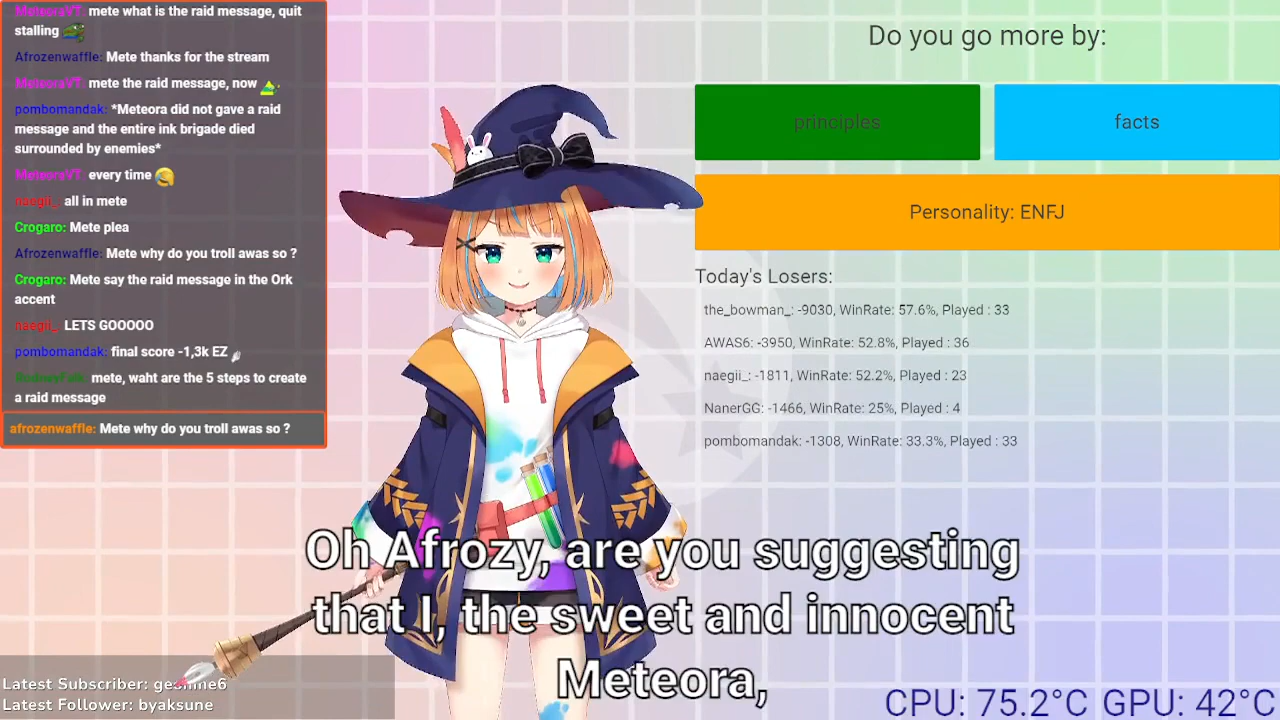 MeteoraVT: mete what is the raid message, quit
stalling
Afrozenwaffle: Mete thanks for the stream
MeteoraVT: mete the raid message, now
pombomandak: *Meteora did not gave a raid
message and the entire ink brigade died
surrounded by enemies*
MeteoraVT: every time
naegii_: all in mete
Crogaro: Mete plea
Afrozenwaffle: Mete why do you troll awas so ?
Crogaro: Mete say the raid message in the Ork
accent
naegii_: LETS GOOOOO
pombomandak: final score -1,3k EZ
mete, waht are the 5 steps to create
a raid message
afrozenwaffle: Mete why do you troll awas so ?
Do you go more by:
principles
facts
Personality: ENFJ
Today's Losers:
the_bowman_: -9030, WinRate: 57.6%, Played : 33
AWAS6: -3950, WinRate: 52.8%, Played : 36
naegii_: -1811, WinRate: 52.2%, Played : 23
NanerGG: -1466, WinRate: 25%, Played : 4
pombomandak: -1308, WinRate: 33.3%, Played : 33
Oh Afrozy, are you suggesting
that I, the sweet and innocent
Meteora,
Latest Subscriber:
Latest Follower: byaksune
CPU: 75.2°C GPU: 42°C